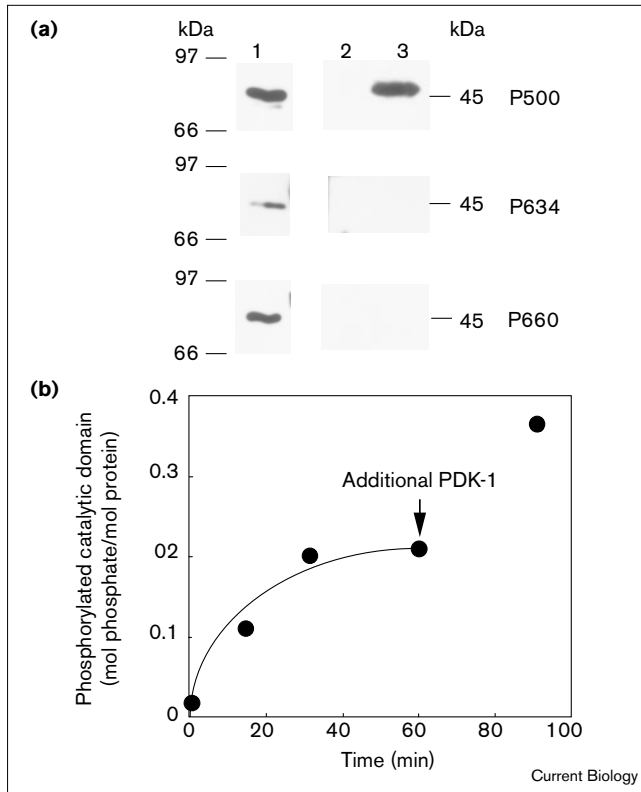 (a)
kDa 1 2 3 kDa
97
45 P500
66
97
45 P634
66
97
45 P660
66
(b)
Phosphorylated catalytic domain
(mol phosphate/mol protein)
0.4
0.3
02
0.1
0
Additional PDK-1
0 20 40 60 80 100
Time (min)
Current Biology